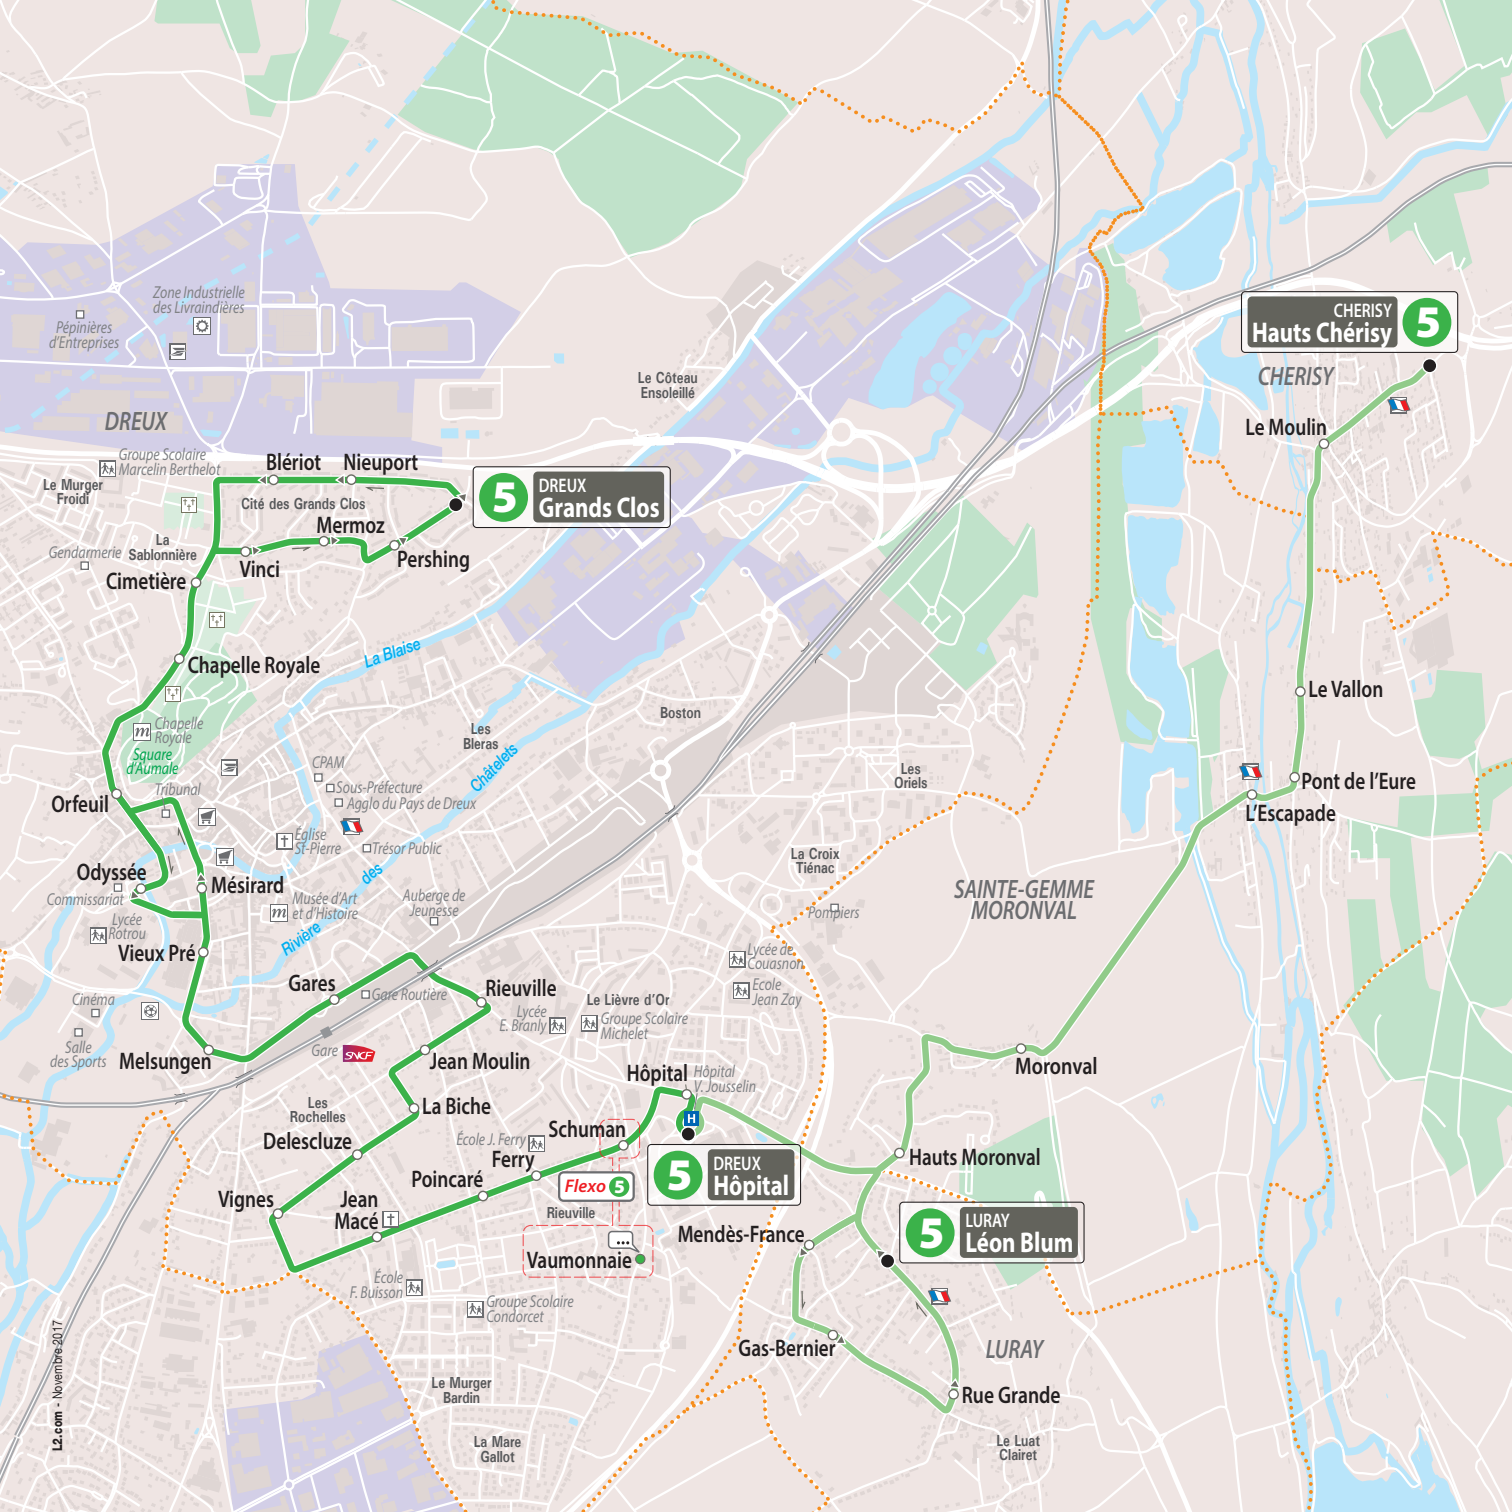 Zone Industrielle
des Livraindières
Pépinières
d'Entreprises
CHERISY
Hauts Chérisy
5
CHERISY
Le Côteau
Ensoleillé
DREUX
Le Moulin
Groupe Scolaire
Marcelin Berthelot
Blériot
Nieuport
Le Murger
Froidi
Cité des Grands Clos
5
DREUX
Grands Clos
Mermoz
La
Sablonnière
Gendarmerie
Vinci
Pershing
Cimetière
La Blaise
Chapelle Royale
Le Vallon
Boston
Chapelle
Royale
Square
d'Aumale
Les
Bleras
Châtelets
CPAM
Sous-Préfecture
Agglo du Pays de Dreux
Tribunal
Les
Oriels
Pont de l'Eure
L'Escapade
Orfeuil
Église
St-Pierre
Trésor Public
des
La Croix
Tiénac
Odyssée
Commissariat
Mésirard
Musée d'Art
et d'Histoire
Auberge de
Jeunesse
SAINTE-GEMME
MORONVAL
Pompiers
Lycée
Rotrou
Rivière
Vieux Pré
Lycée de
Couasnon
Ecole
Jean Zay
Gares
Gare Routière
Rieuville
Le Lièvre d'Or
Lycée
E. Branly
Groupe Scolaire
Michelet
Cinéma
Salle
des Sports
Melsungen
Gare
SNCF
Jean Moulin
Moronval
Hôpital
Hôpital
V. Jousselin
H
Les
Rochelles
La Biche
Delescluze
École J. Ferry
Schuman
Ferry
Hauts Moronval
5
DREUX
Hôpital
Poincaré
Flexo 5
Vignes
Jean
Macé
Rieuville
5
LURAY
Léon Blum
Mendès-France
...
Vaumonnaie
École
F. Buisson
Groupe Scolaire
Condorcet
Gas-Bernier
LURAY
Le Murger
Bardin
Rue Grande
La Mare
Gallot
Le Luat
Clairet
L2.com - Novembre 2017